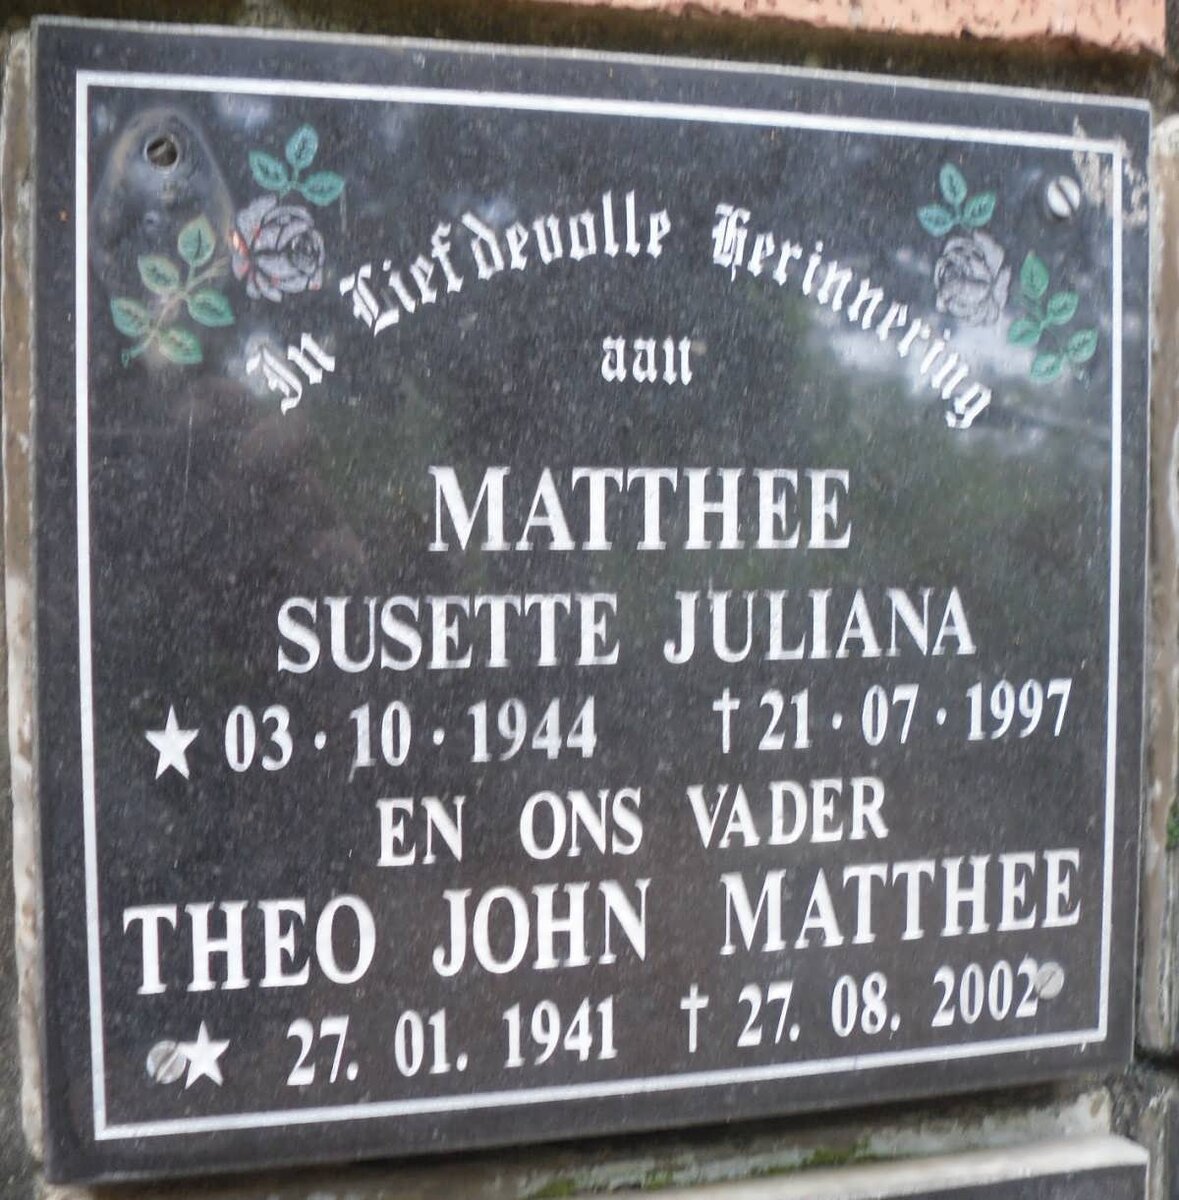 In Liefdevolle Herinnering
aan
MATTHEE
SUSETTE JULIANA
★ 03 · 10 · 1944 † 21 · 07 · 1997
EN ONS VADER
THEO JOHN MATTHEE
★ 27. 01. 1941 † 27. 08. 2002